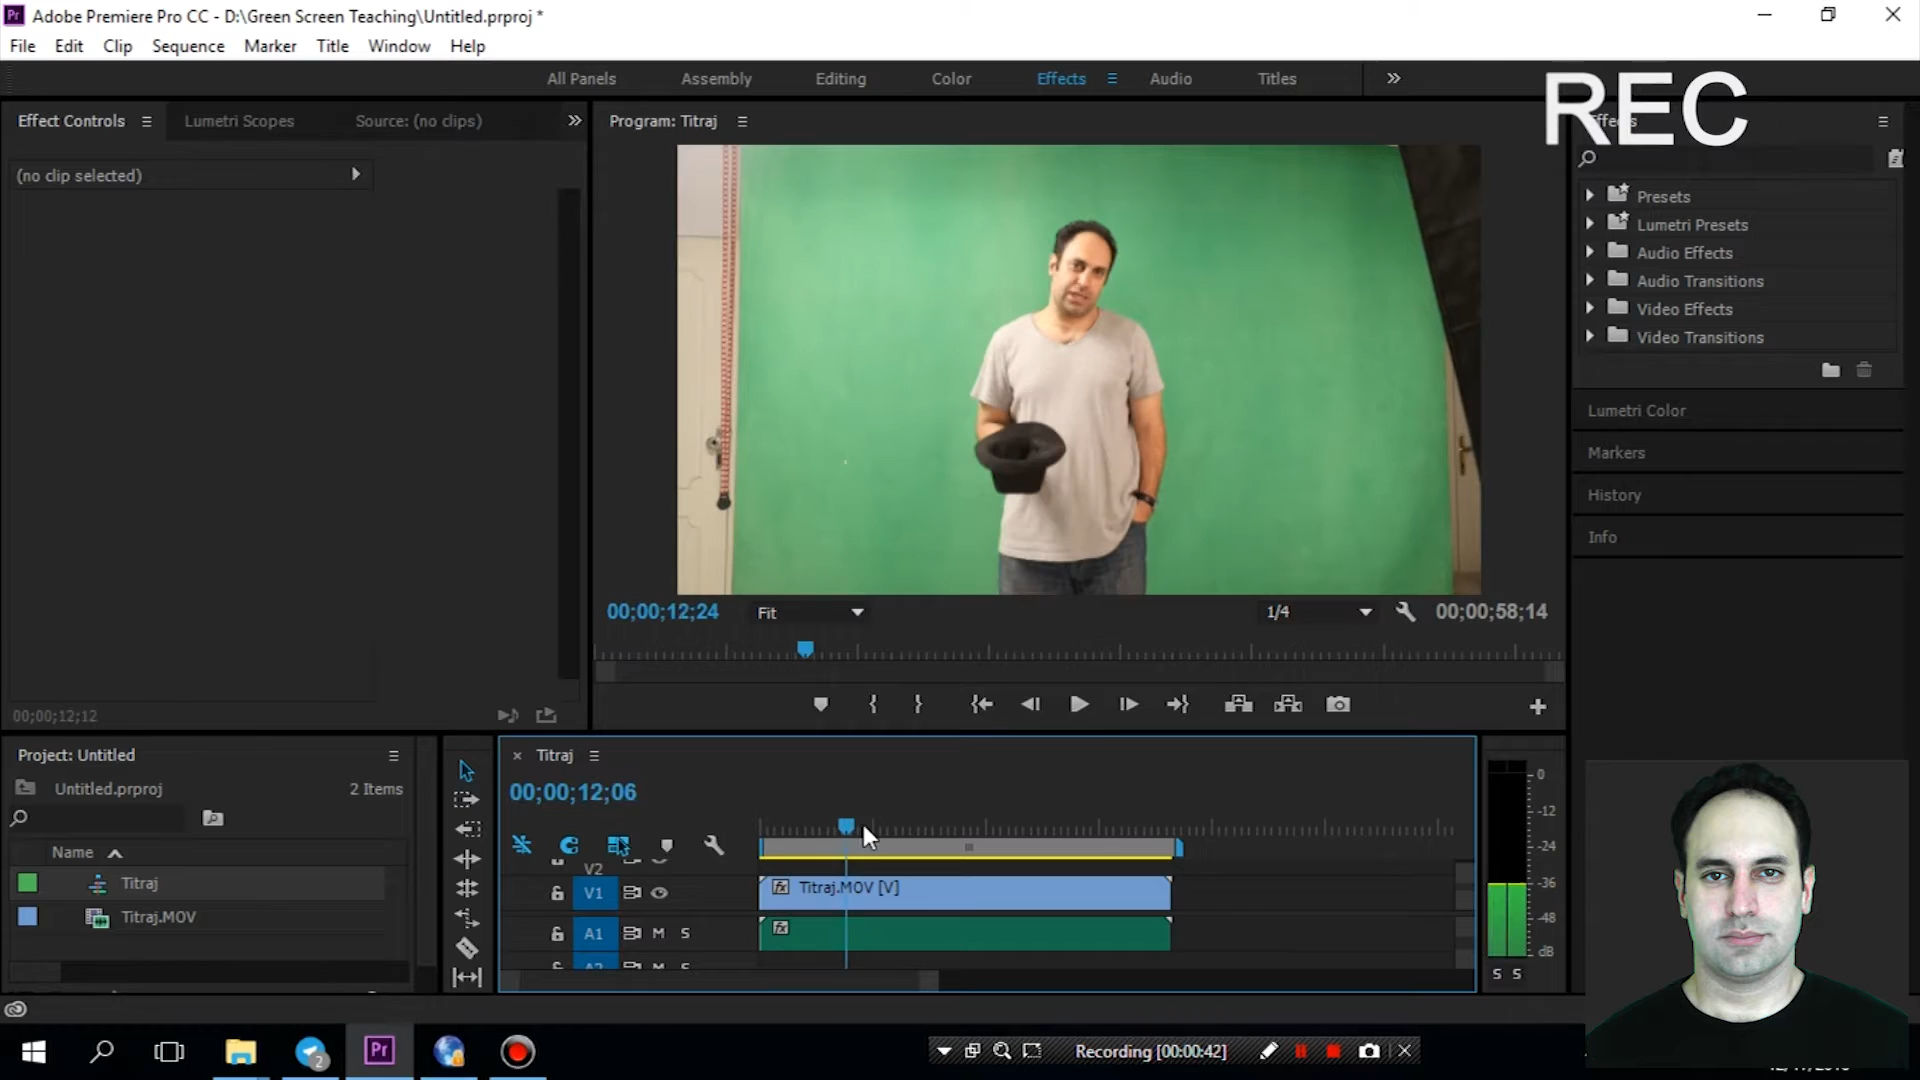 Pr Adobe Premiere Pro CC - D:\Green Screen Teaching\Untitled.prproj *
File Edit Clip Sequence Marker Title Window Help
All Panels Assembly Editing Color Effects Audio Titles
REC
Effect Controls Lumetri Scopes Source: (no clips)
Program: Titraj
(no clip selected)
Presets
Lumetri Presets
Audio Effects
Audio Transitions
Video Effects
Video Transitions
Lumetri Color
Markers
History
Info
00;00;12;24 Fit 1/4 00;00;58;14
00;00;12;12
Project: Untitled
Untitled.prproj 2 Items
Name
Titraj
Titraj.MOV
Titraj
00;00;12;06
V2
V1 Titraj.MOV [V]
A1 M S
0
-12
-24
-36
-48
dB
S S
2
Pr
Recording [00:00:42]